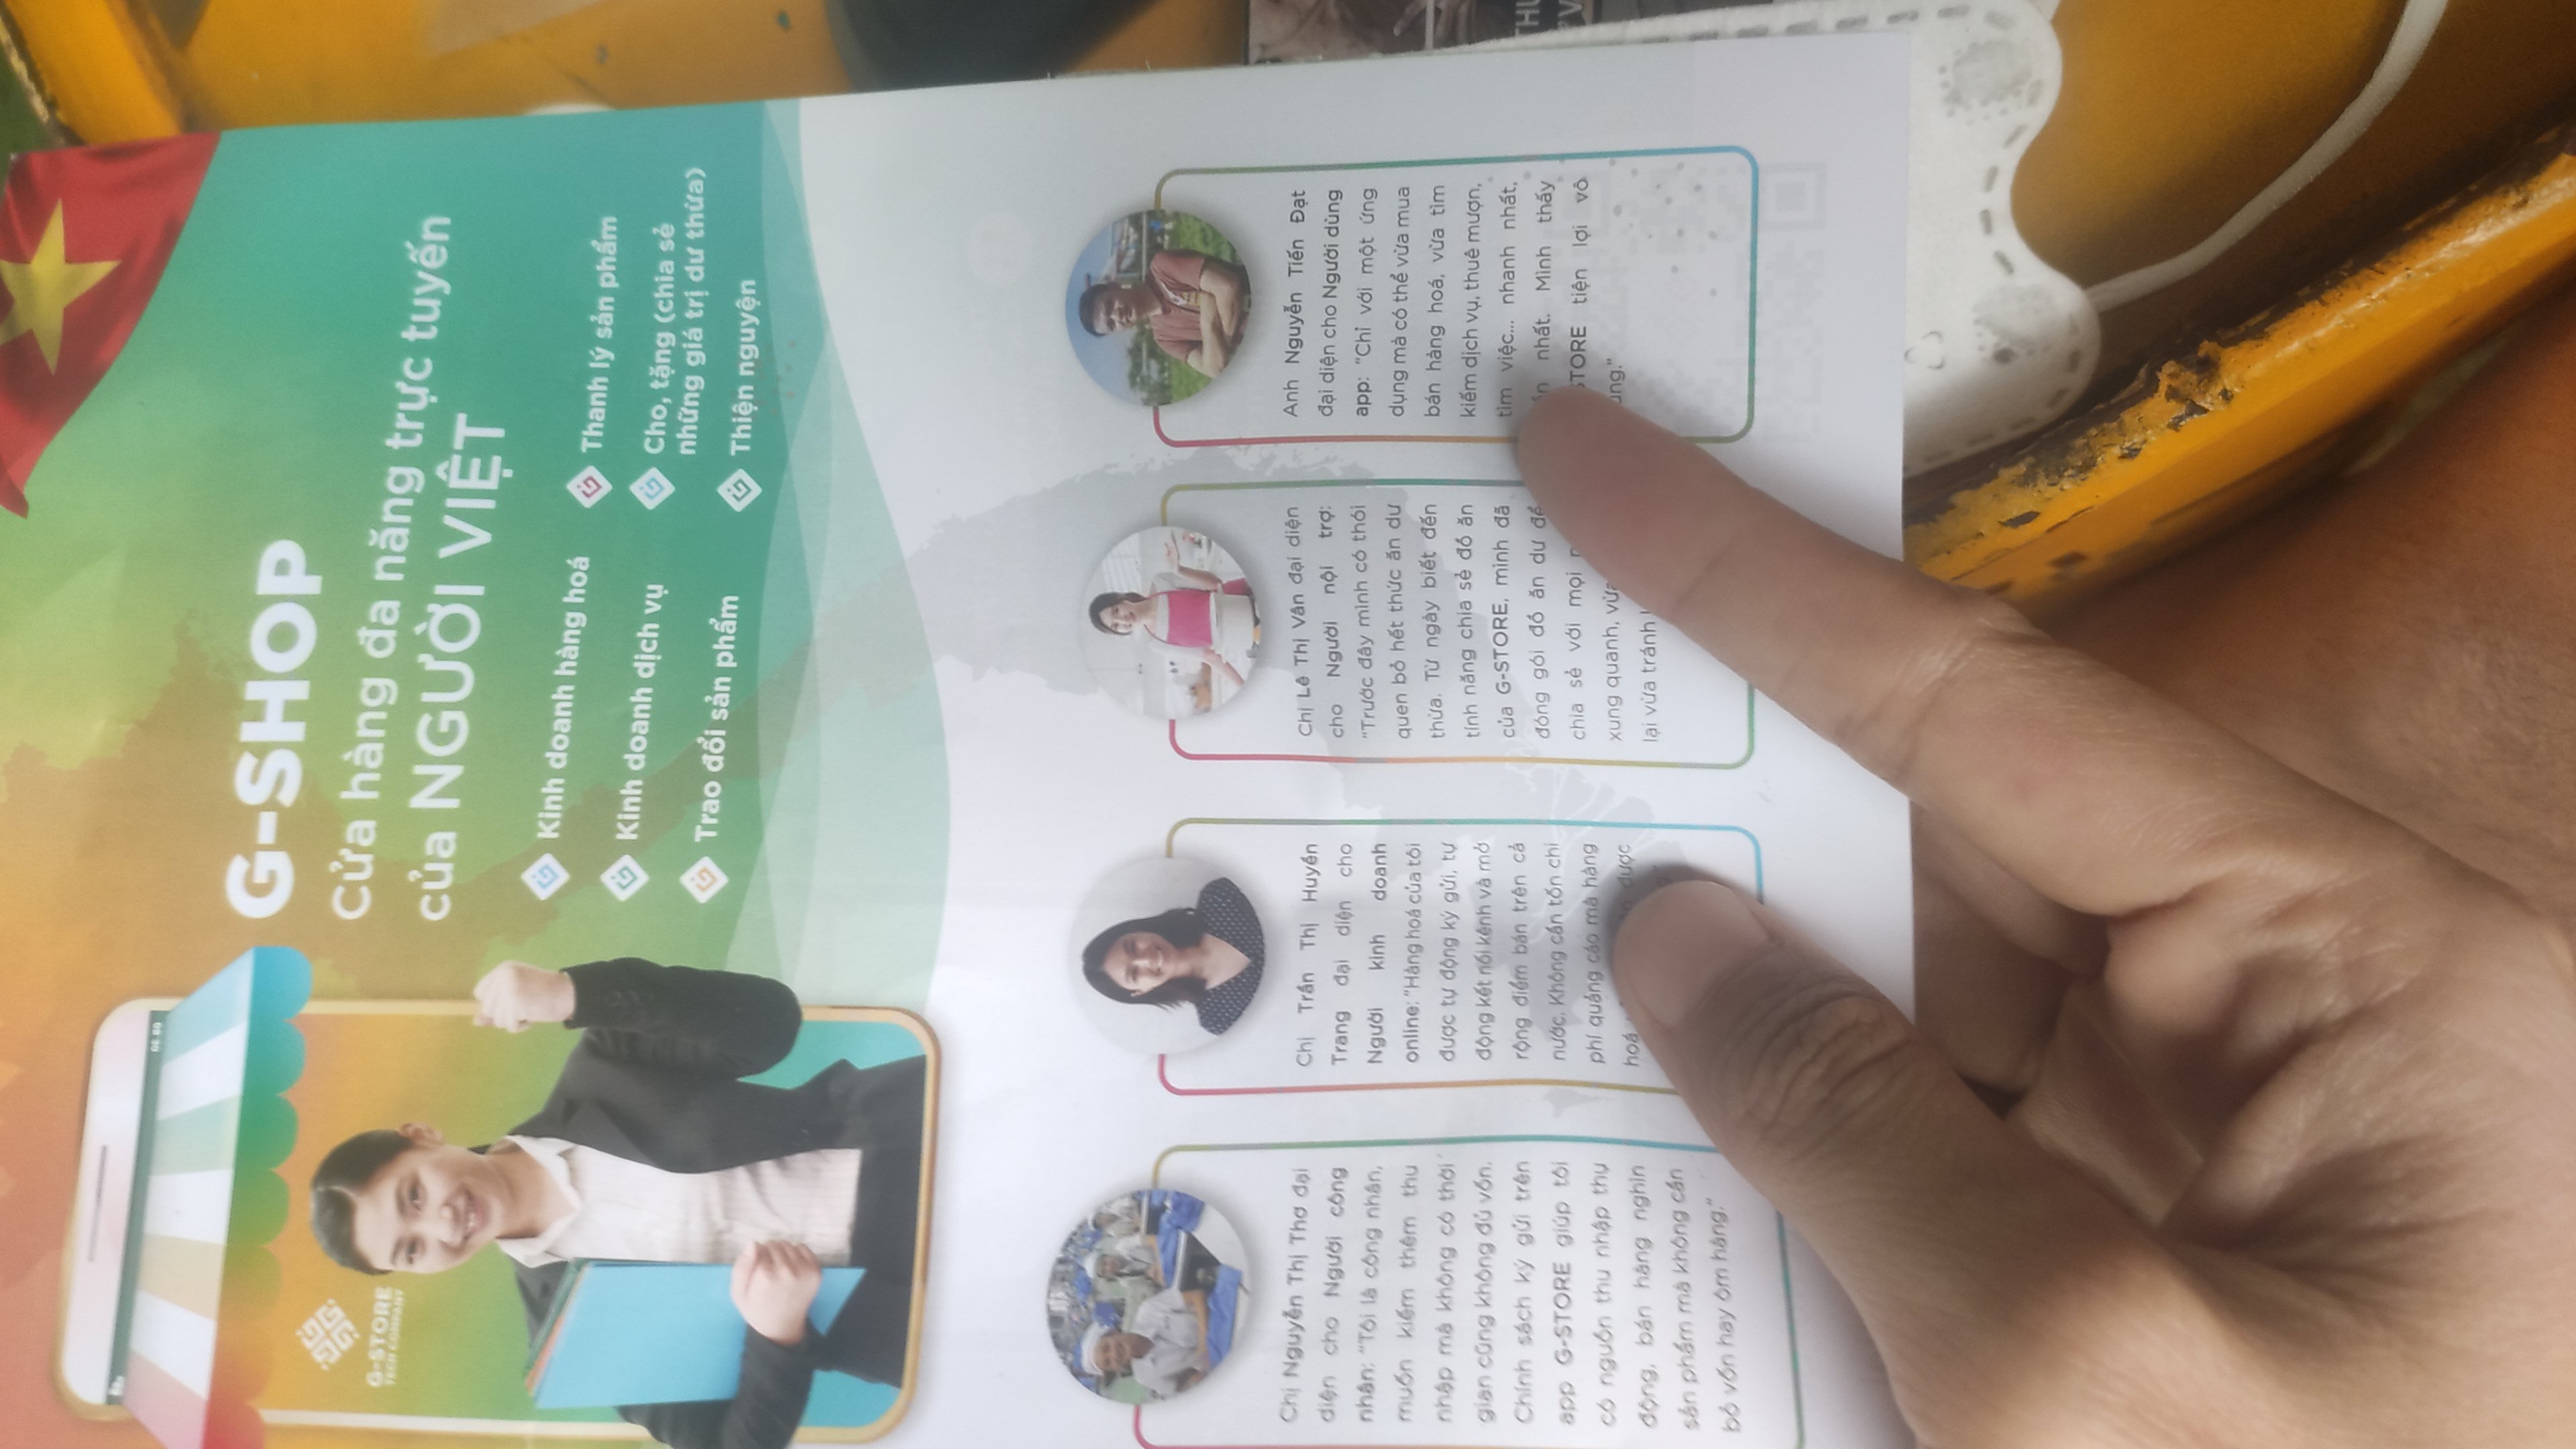 G-STORE
TECH COMPANY
G-SHOP
Cửa hàng đa năng trực tuyến
của NGƯỜI VIỆT
Kinh doanh hàng hoá
Kinh doanh dịch vụ
Trao đổi sản phẩm
Thanh lý sản phẩm
Cho, tặng (chia sẻ
những giá trị dư thừa)
Thiện nguyện
Chị Nguyễn Thị Thơ đại
diện cho Người công
nhân: "Tôi là công nhân,
muốn kiếm thêm thu
nhập mà không có thời
gian cũng không đủ vốn.
Chính sách ký gửi trên
app G-STORE giúp tôi
có nguồn thu nhập thụ
động, bán hàng nghìn
sản phẩm mà không cần
bỏ vốn hay ôm hàng."
Chị Trần Thị Huyền
Trang đại diện cho
Người kinh doanh
online: "Hàng hoá của tôi
được tự động ký gửi, tự
động kết nối kênh và mở
rộng điểm bán trên cả
nước. Không cần tốn chi
phí quảng cáo mà hàng
hoá được
Chị Lê Thị Vân đại diện
cho Người nội trợ:
"Trước đây mình có thói
quen bỏ hết thức ăn dư
thừa. Từ ngày biết đến
tính năng chia sẻ đồ ăn
của G-STORE, mình đã
đóng gói đồ ăn dư để
chia sẻ với mọi
xung quanh, vừa
lại vừa tránh
Anh Nguyễn Tiến Đạt
đại diện cho Người dùng
app: "Chỉ với một ứng
dụng mà có thể vừa mua
bán hàng hoá, vừa tìm
kiếm dịch vụ, thuê mượn,
tìm việc... nhanh nhất,
nhất. Mình thấy
STORE tiện lợi vô
ùng."